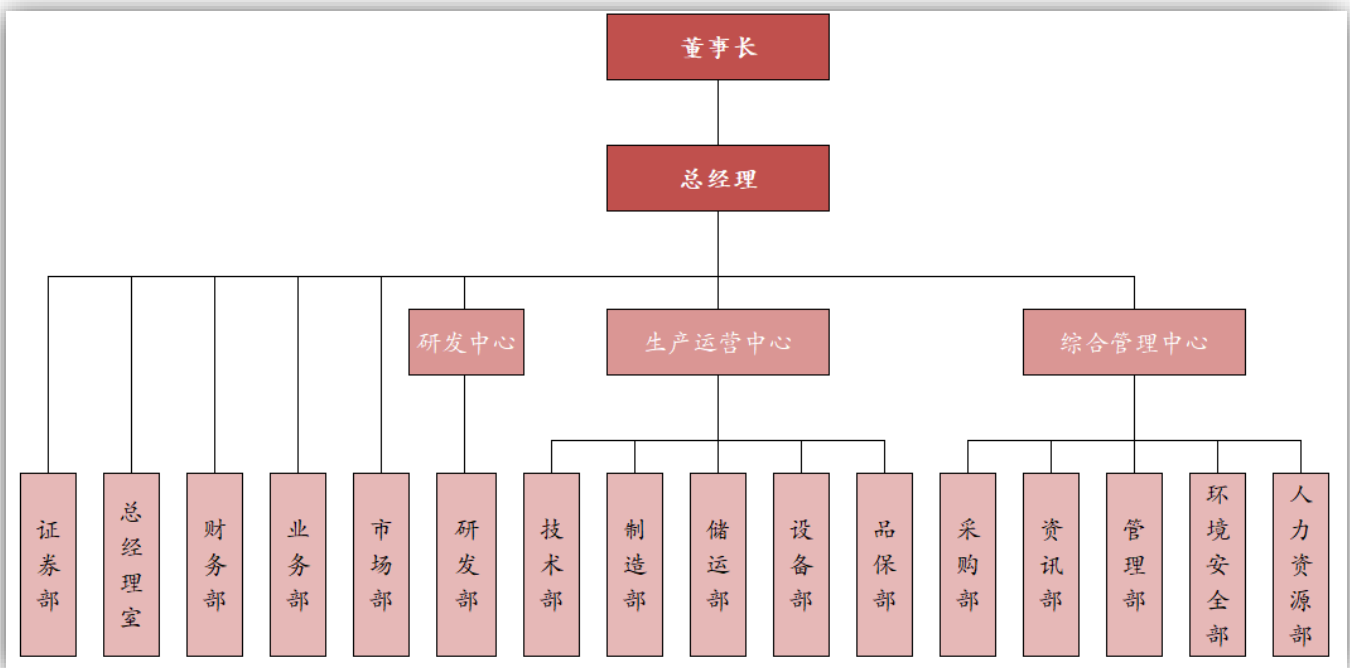 董事长
总经理
研发中心
生产运营中心
综合管理中心
证券部
总经理室
财务部
业务部
市场部
研发部
技术部
制造部
储运部
设备部
品保部
采购部
资讯部
管理部
环境安全部
人力资源部